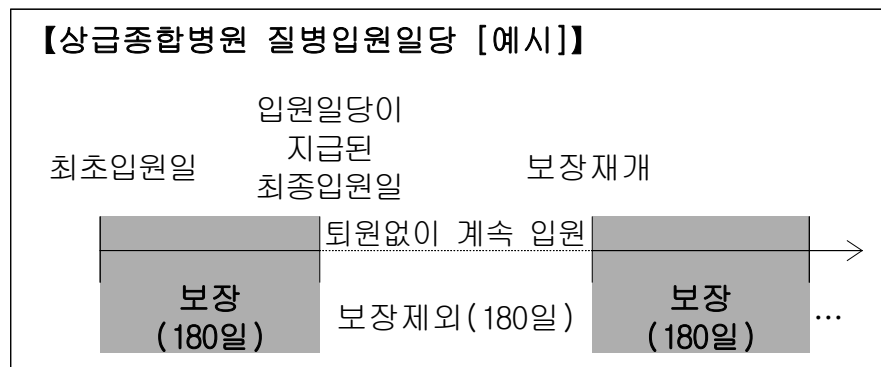 【상급종합병원 질병입원일당 [예시]】
최초입원일
입원일당이
지급된
최종입원일
보장재개
퇴원없이 계속 입원
보장
(180일)
보장제외(180일)
보장
(180일)
…